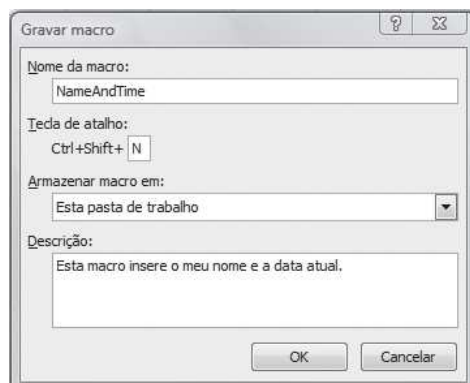 Gravar macro
Nome da macro:
NameAndTime
Tecla de atalho:
Ctrl+Shift+ N
Armazenar macro em:
Esta pasta de trabalho
Descrição:
Esta macro insere o meu nome e a data atual.
OK Cancelar